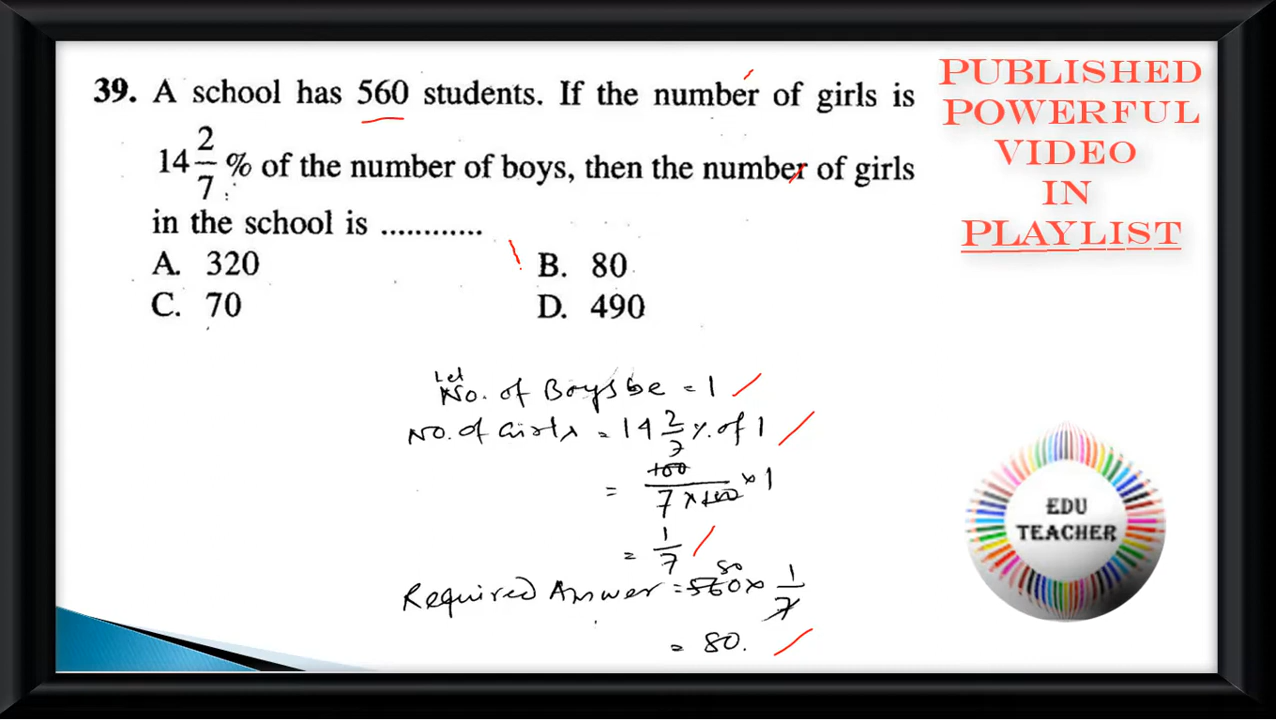 39. A school has 560 students. If the number of girls is
14 2/7 % of the number of boys, then the number of girls
in the school is ............
A. 320
B. 80
C. 70
D. 490
PUBLISHED
POWERFUL
VIDEO
IN
PLAYLIST
Let
No. of Boys be = 1
No. of Girls = 14 2/7 %. of 1
= 100/7×100 × 1
= 1/7
80
Required Answer = 560 × 1/7
= 80.
EDU
TEACHER